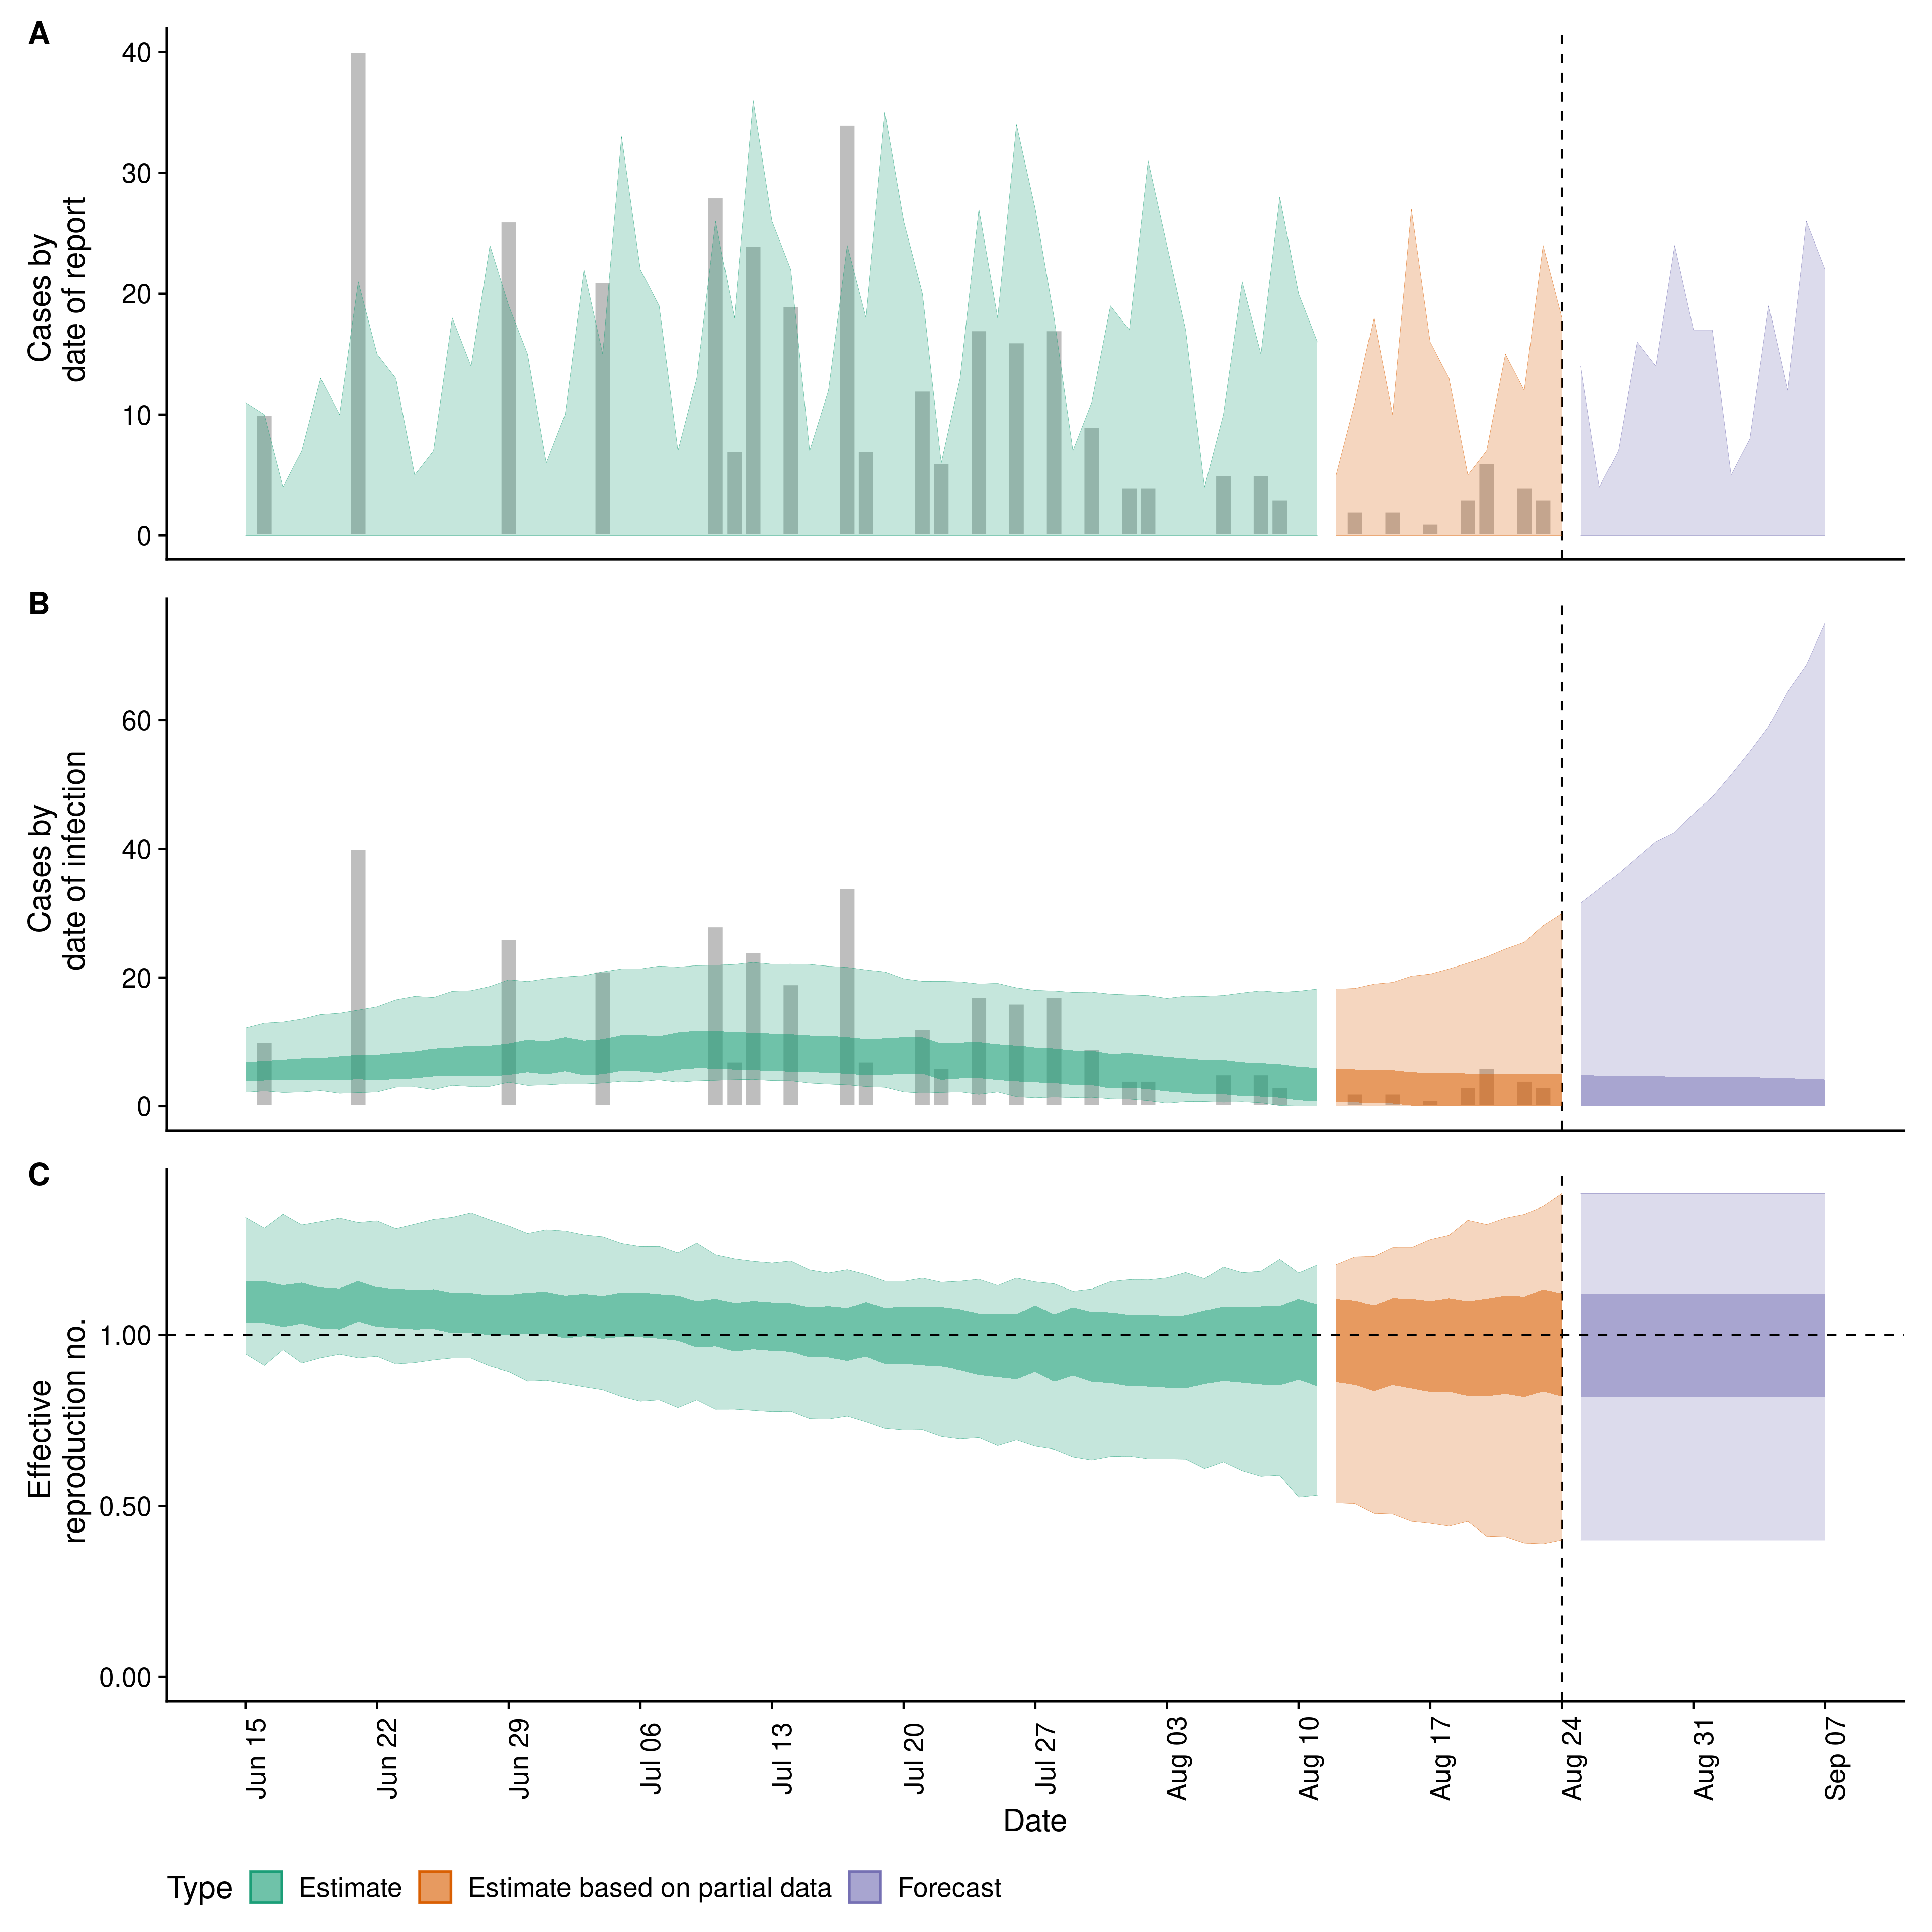 A
40
30
20
10
0
Cases by
date of report
B
60
40
20
0
Cases by
date of infection
C
1.00
0.50
0.00
Effective
reproduction no.
Jun 15
Jun 22
Jun 29
Jul 06
Jul 13
Jul 20
Jul 27
Aug 03
Aug 10
Aug 17
Aug 24
Aug 31
Sep 07
Date
Type Estimate Estimate based on partial data Forecast